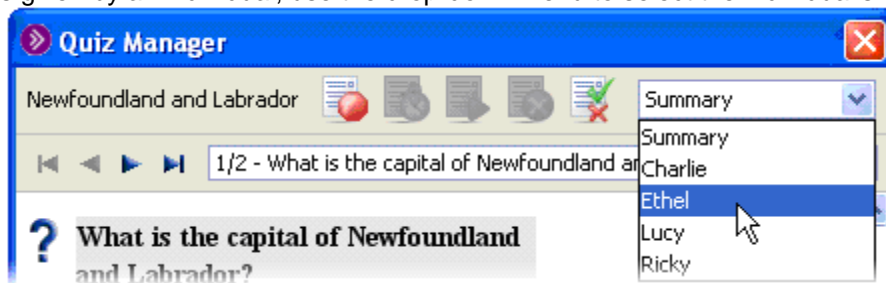 Quiz Manager
Newfoundland and Labrador
Summary
1/2 - What is the capital of Newfoundland
Summary
Charlie
Ethel
Lucy
Ricky
? What is the capital of Newfoundland
and Labrador?